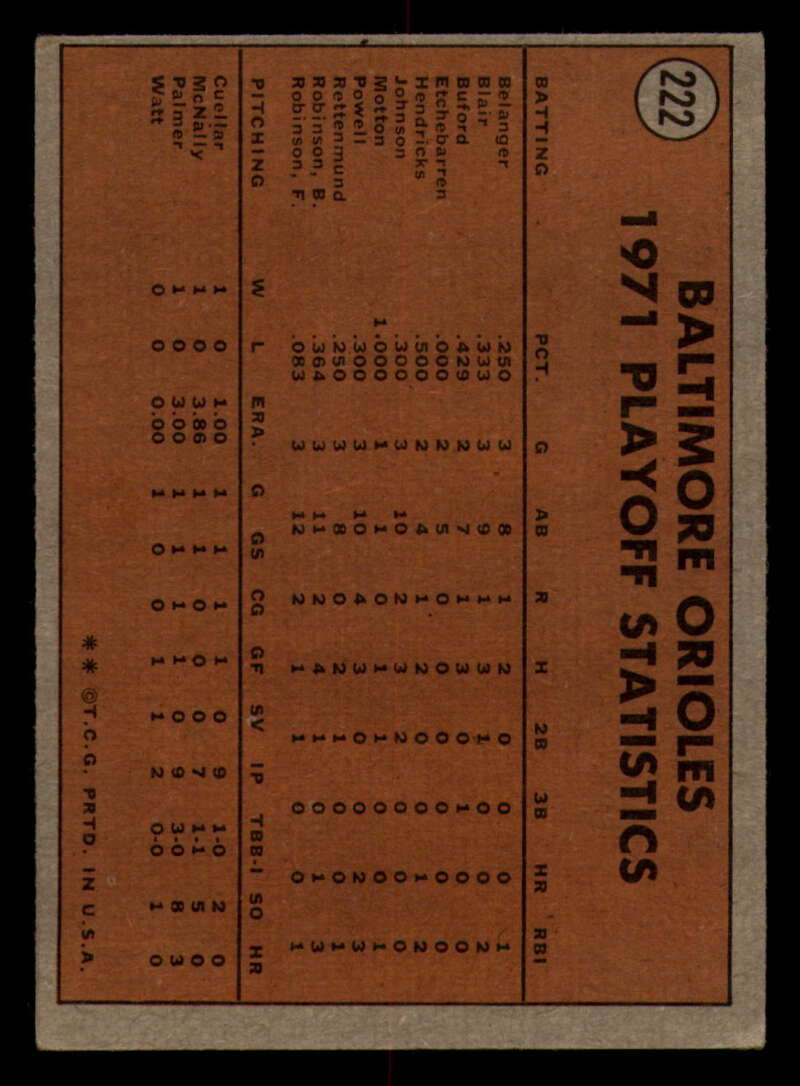 222
BALTIMORE ORIOLES
1971 PLAYOFF STATISTICS
BATTING PCT. G AB R H 2B 3B HR RBI
Belanger .250 3 8 1 2 0 0 0 1
Blair .333 3 9 1 3 1 0 0 2
Buford .429 2 7 1 3 0 1 0 0
Etchebarren .000 2 5 0 0 0 0 0 0
Hendricks .500 2 4 1 2 0 0 1 2
Johnson .300 3 10 2 3 2 0 0 0
Motton 1.000 1 1 0 1 1 0 0 1
Powell .300 3 10 4 3 0 0 2 3
Rettenmund .250 3 8 0 2 1 0 0 1
Robinson, B. .364 3 11 2 4 1 0 1 3
Robinson, F. .083 3 12 2 1 1 0 0 1
PITCHING W L ERA. G GS CG GF SV IP TBB-I SO HR
Cuellar 1 0 1.00 1 1 1 1 0 9 1-0 2 0
McNally 1 0 3.86 1 1 0 0 0 7 1-1 5 0
Palmer 1 0 3.00 1 1 1 1 0 9 3-0 8 3
Watt 0 0 0.00 1 0 0 1 1 2 0-0 1 0
** ©T.C.G. PRTD. IN U.S.A.